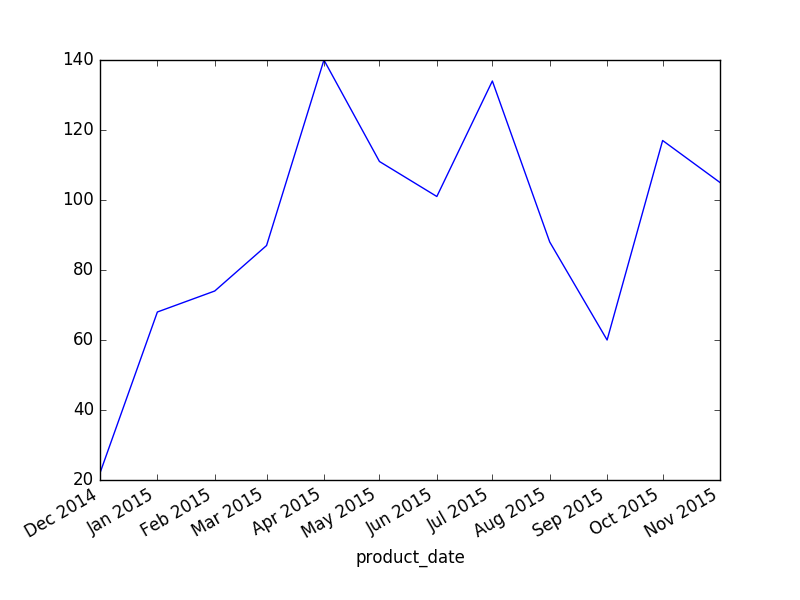 140
120
100
80
60
40
20
Dec 2014
Jan 2015
Feb 2015
Mar 2015
Apr 2015
May 2015
Jun 2015
Jul 2015
Aug 2015
Sep 2015
Oct 2015
Nov 2015
product_date